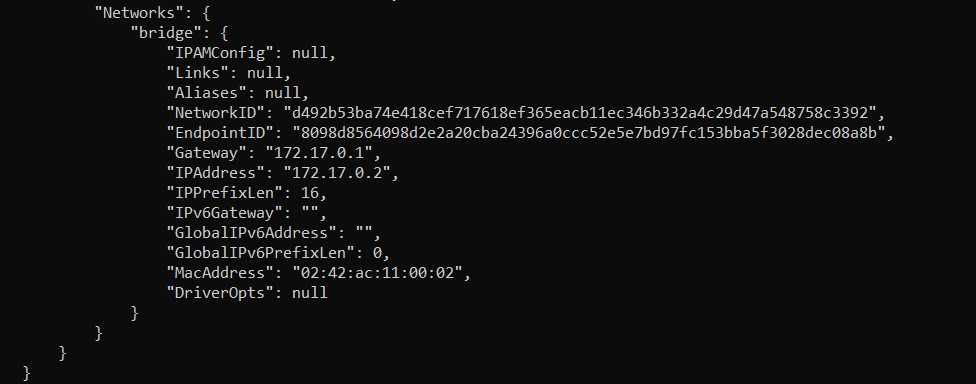 "Networks": {
"bridge": {
"IPAMConfig": null,
"Links": null,
"Aliases": null,
"NetworkID": "d492b53ba74e418cef717618ef365eacb11ec346b332a4c29d47a548758c3392",
"EndpointID": "8098d8564098d2e2a20cba24396a0ccc52e5e7bd97fc153bba5f3028dec08a8b",
"Gateway": "172.17.0.1",
"IPAddress": "172.17.0.2",
"IPPrefixLen": 16,
"IPv6Gateway": "",
"GlobalIPv6Address": "",
"GlobalIPv6PrefixLen": 0,
"MacAddress": "02:42:ac:11:00:02",
"DriverOpts": null
}
}
}
}